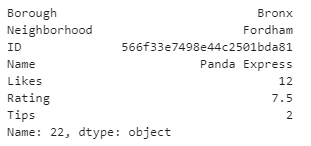 Borough Bronx
Neighborhood Fordham
ID 566f33e7498e44c2501bda81
Name Panda Express
Likes 12
Rating 7.5
Tips 2
Name: 22, dtype: object